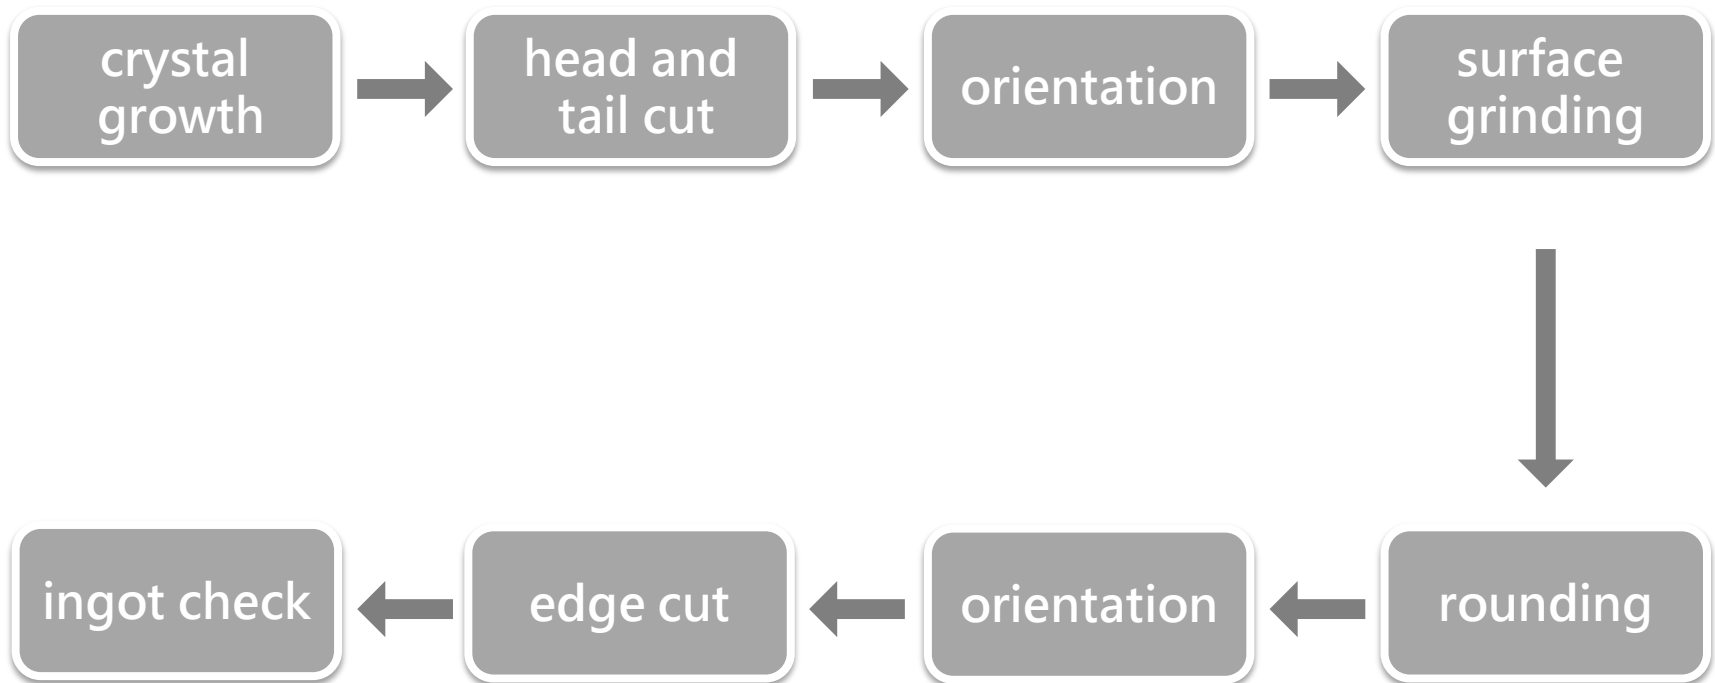 crystal
growth
head and
tail cut
orientation
surface
grinding
rounding
orientation
edge cut
ingot check